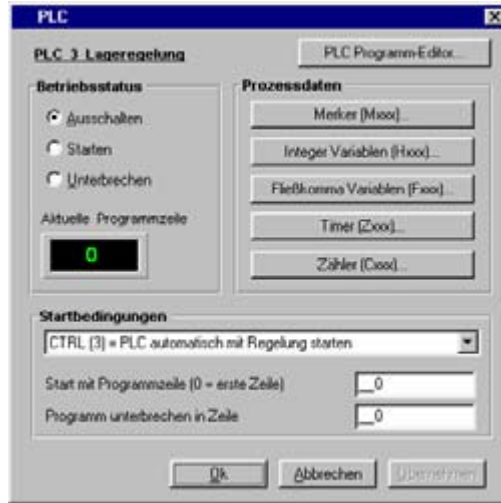 PLC
PLC 3 Lageregelung
PLC Programm-Editor...
Betriebsstatus
Ausschalten
Starten
Unterbrechen
Aktuelle Programmzeile
0
Prozessdaten
Merker (Mxxx)...
Integer Variablen (Hxxx)...
Fließkomma Variablen (Fxxx)...
Timer (Zxxx)...
Zähler (Cxxx)...
Startbedingungen
CTRL (3) = PLC automatisch mit Regelung starten
Start mit Programmzeile (0 = erste Zeile)
__0
Programm unterbrechen in Zeile
__0
Ok
Abbrechen
Übernehmen